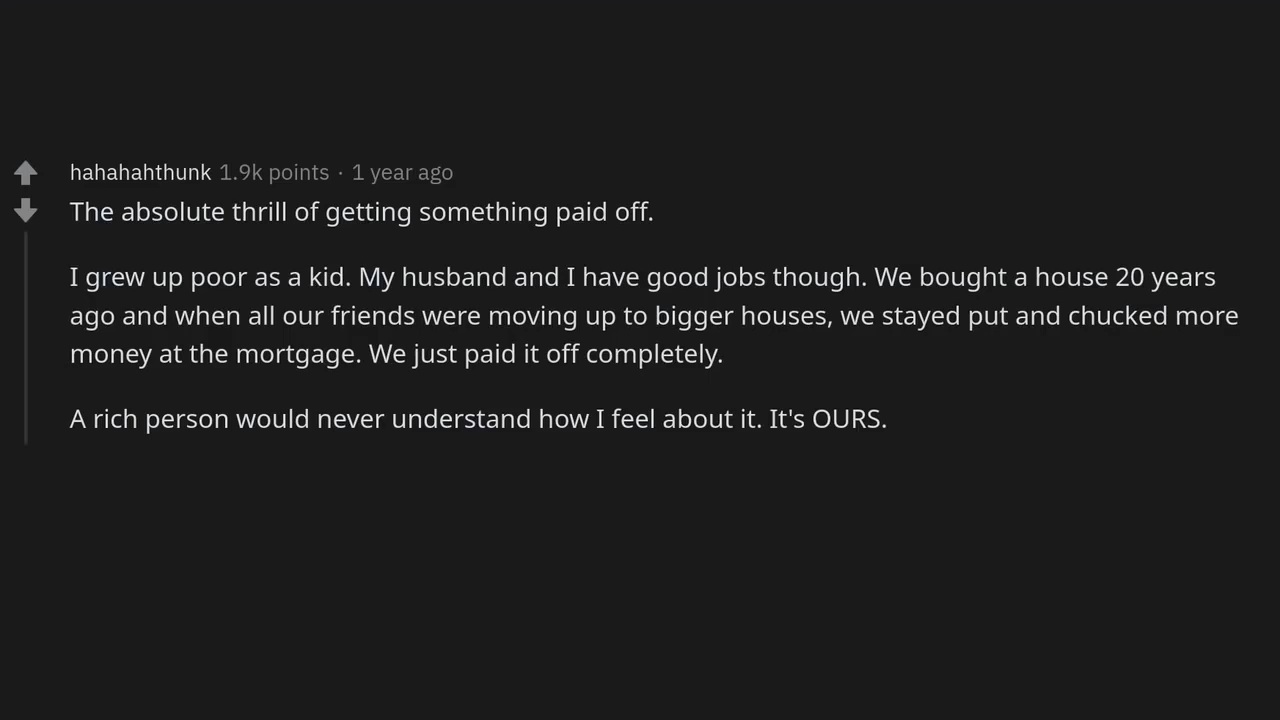 hahahahthunk 1.9k points · 1 year ago
The absolute thrill of getting something paid off.
I grew up poor as a kid. My husband and I have good jobs though. We bought a house 20 years
ago and when all our friends were moving up to bigger houses, we stayed put and chucked more
money at the mortgage. We just paid it off completely.
A rich person would never understand how I feel about it. It's OURS.